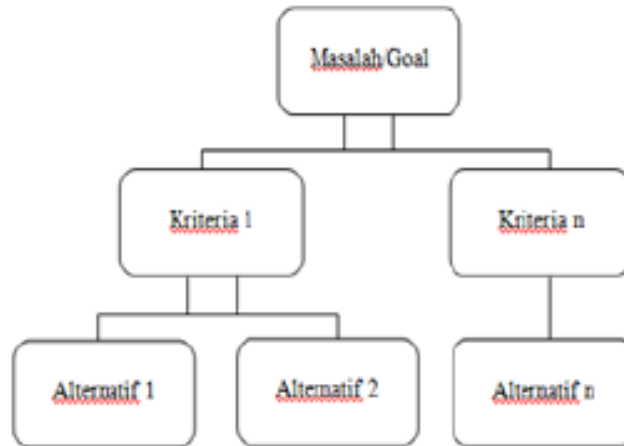 Masalah/Goal
Kriteria 1
Kriteria n
Alternatif 1
Alternatif 2
Alternatif n